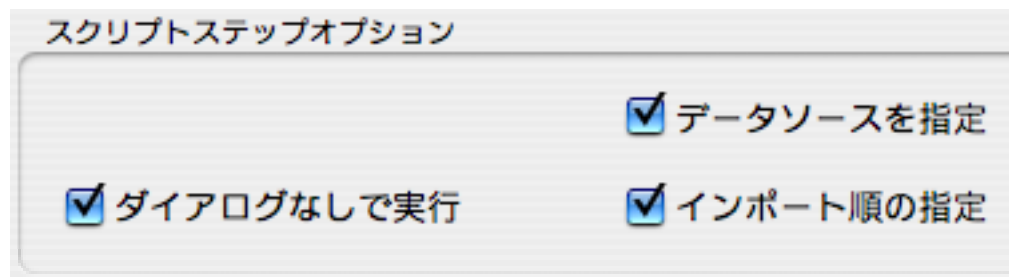 スクリプトステップオプション
データソースを指定
ダイアログなしで実行
インポート順の指定